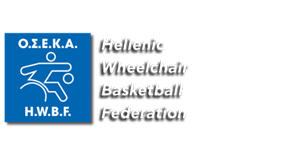 Ο.Σ.Ε.Κ.Α.
H.W.B.F.
Hellenic
Wheelchair
Basketball
Federation